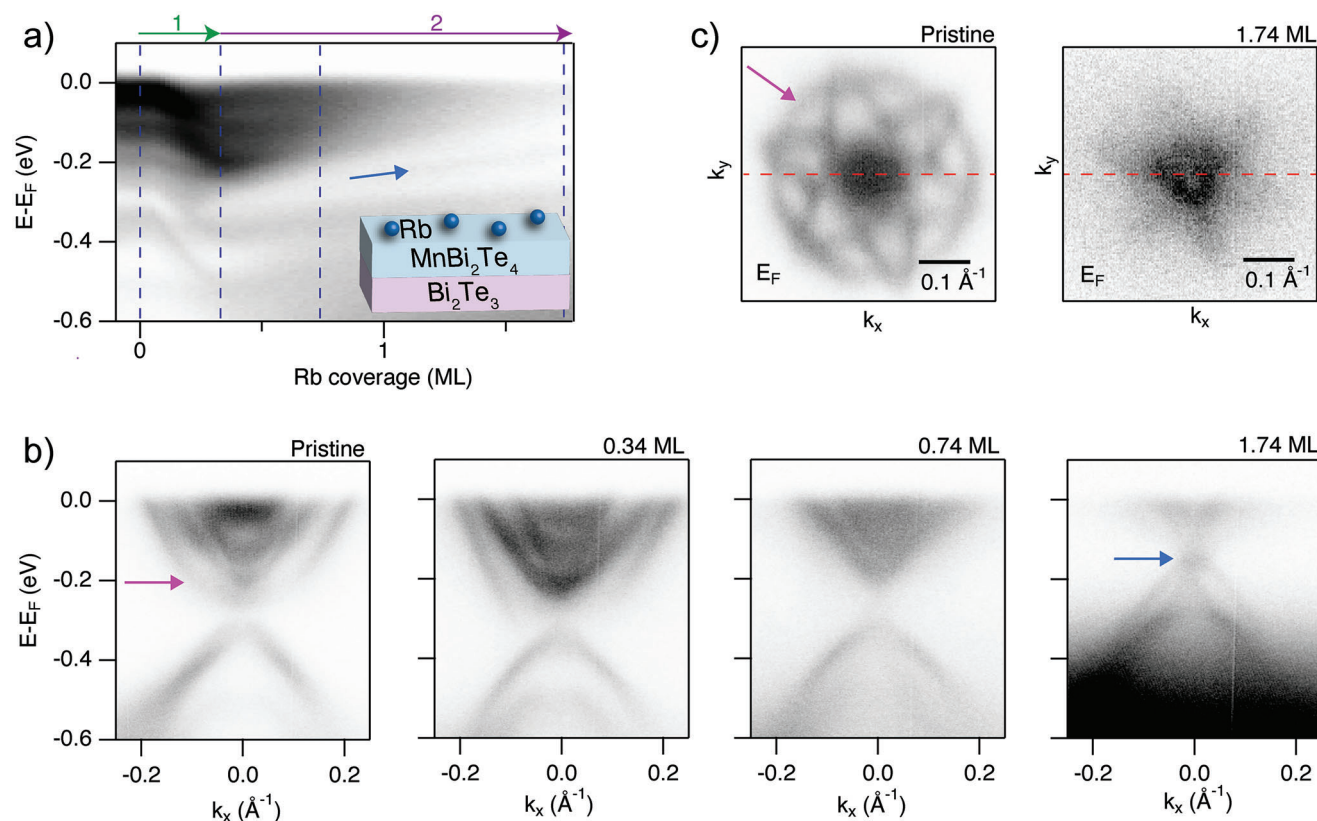 a)
1 2
0.0
-0.2
-0.4
-0.6
E-E_F (eV)
0 1
Rb coverage (ML)
Rb
MnBi₂Te₄
Bi₂Te₃
c)
Pristine
k_y
E_F
0.1 Å⁻¹
k_x
1.74 ML
k_y
E_F
0.1 Å⁻¹
k_x
b)
Pristine
0.0
-0.2
-0.4
-0.6
E-E_F (eV)
-0.2 0.0 0.2
k_x (Å⁻¹)
0.34 ML
-0.2 0.0 0.2
k_x (Å⁻¹)
0.74 ML
-0.2 0.0 0.2
k_x (Å⁻¹)
1.74 ML
-0.2 0.0 0.2
k_x (Å⁻¹)